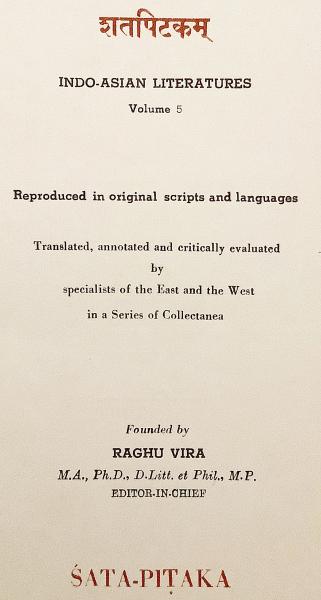 शतपिटकम्
INDO-ASIAN LITERATURES
Volume 5
Reproduced in original scripts and languages
Translated, annotated and critically evaluated
by
specialists of the East and the West
in a Series of Collectanea
Founded by
RAGHU VIRA
M.A., Ph.D., D.Litt. et Phil., M.P.
EDITOR-IN-CHIEF
ŚATA-PIṬAKA